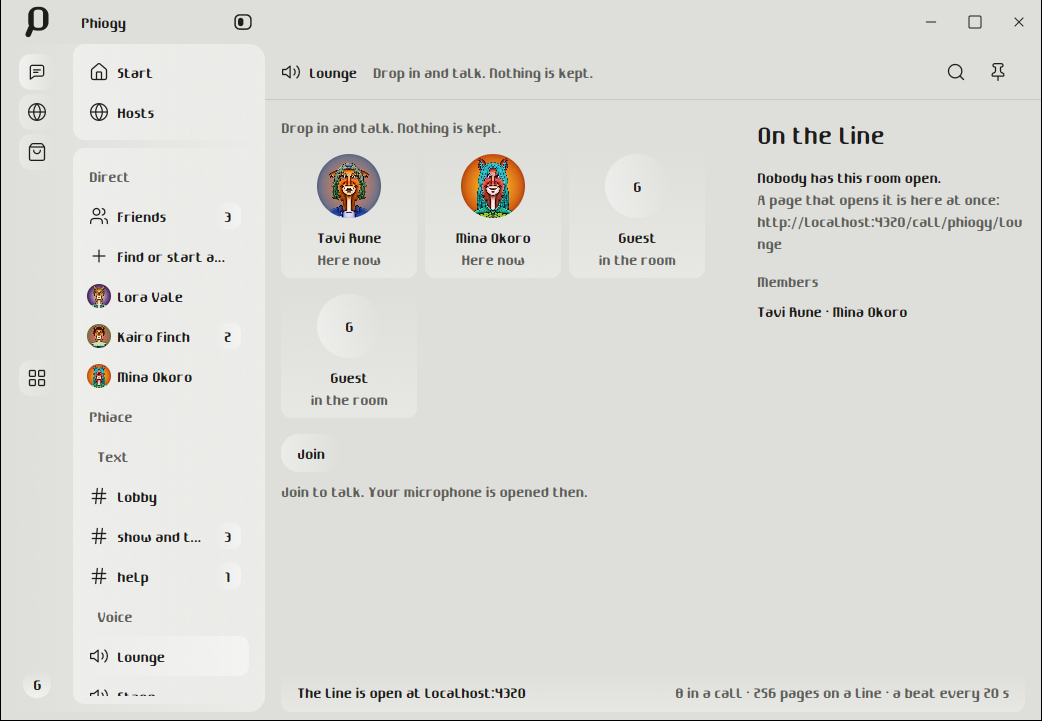 Phiogy
Start
Hosts
Direct
Friends 3
Find or start a...
Lora Vale
Kairo Finch 2
Mina Okoro
Phiace
Text
Lobby
show and t... 3
help 1
Voice
Lounge
G
Lounge Drop in and talk. Nothing is kept.
Drop in and talk. Nothing is kept.
Tavi Rune
Here now
Mina Okoro
Here now
G
Guest
in the room
G
Guest
in the room
Join
Join to talk. Your microphone is opened then.
On the Line
Nobody has this room open.
A page that opens it is here at once:
http://localhost:4320/call/phiogy/lou
nge
Members
Tavi Rune · Mina Okoro
The Line is open at localhost:4320
0 in a call · 256 pages on a line · a beat every 20 s